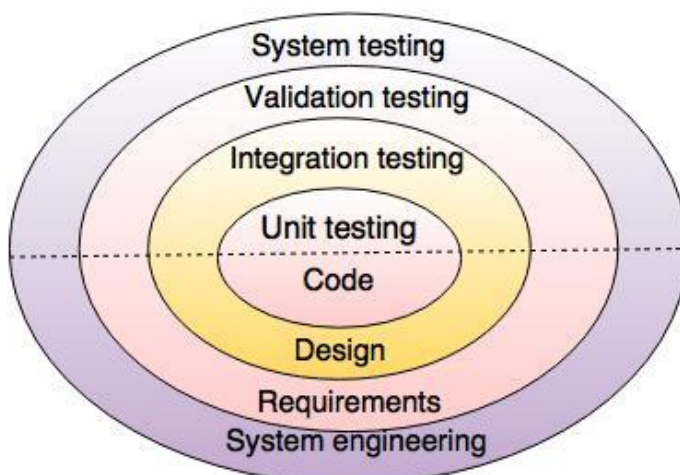 System testing
Validation testing
Integration testing
Unit testing
Code
Design
Requirements
System engineering